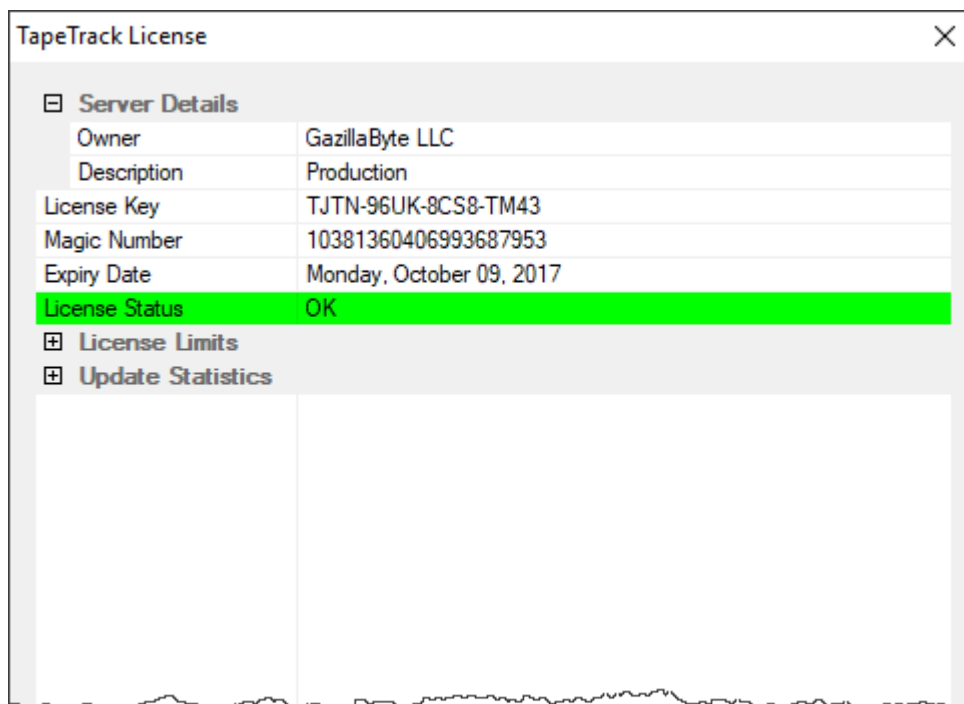 TapeTrack License
Server Details
Owner GazillaByte LLC
Description Production
License Key TJTN-96UK-8CS8-TM43
Magic Number 10381360406993687953
Expiry Date Monday, October 09, 2017
License Status OK
License Limits
Update Statistics